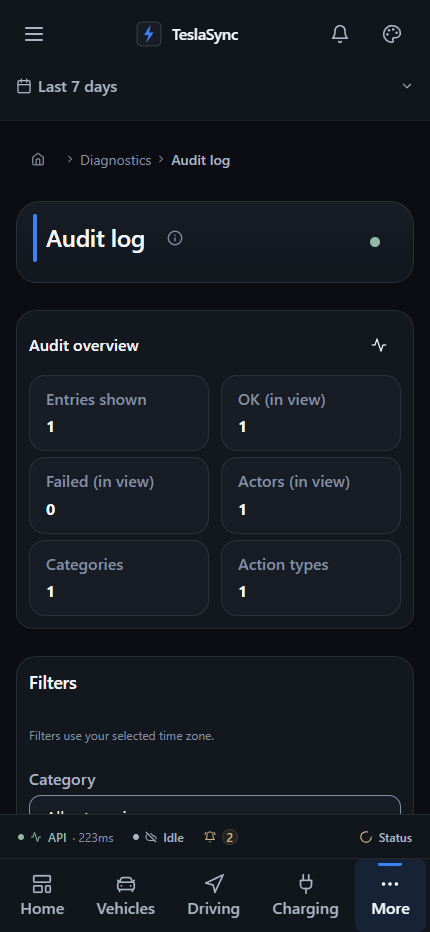 TeslaSync
Last 7 days
Diagnostics > Audit log
Audit log
Audit overview
Entries shown
1
OK (in view)
1
Failed (in view)
0
Actors (in view)
1
Categories
1
Action types
1
Filters
Filters use your selected time zone.
Category
API · 223ms
Idle
2
Status
Home
Vehicles
Driving
Charging
More